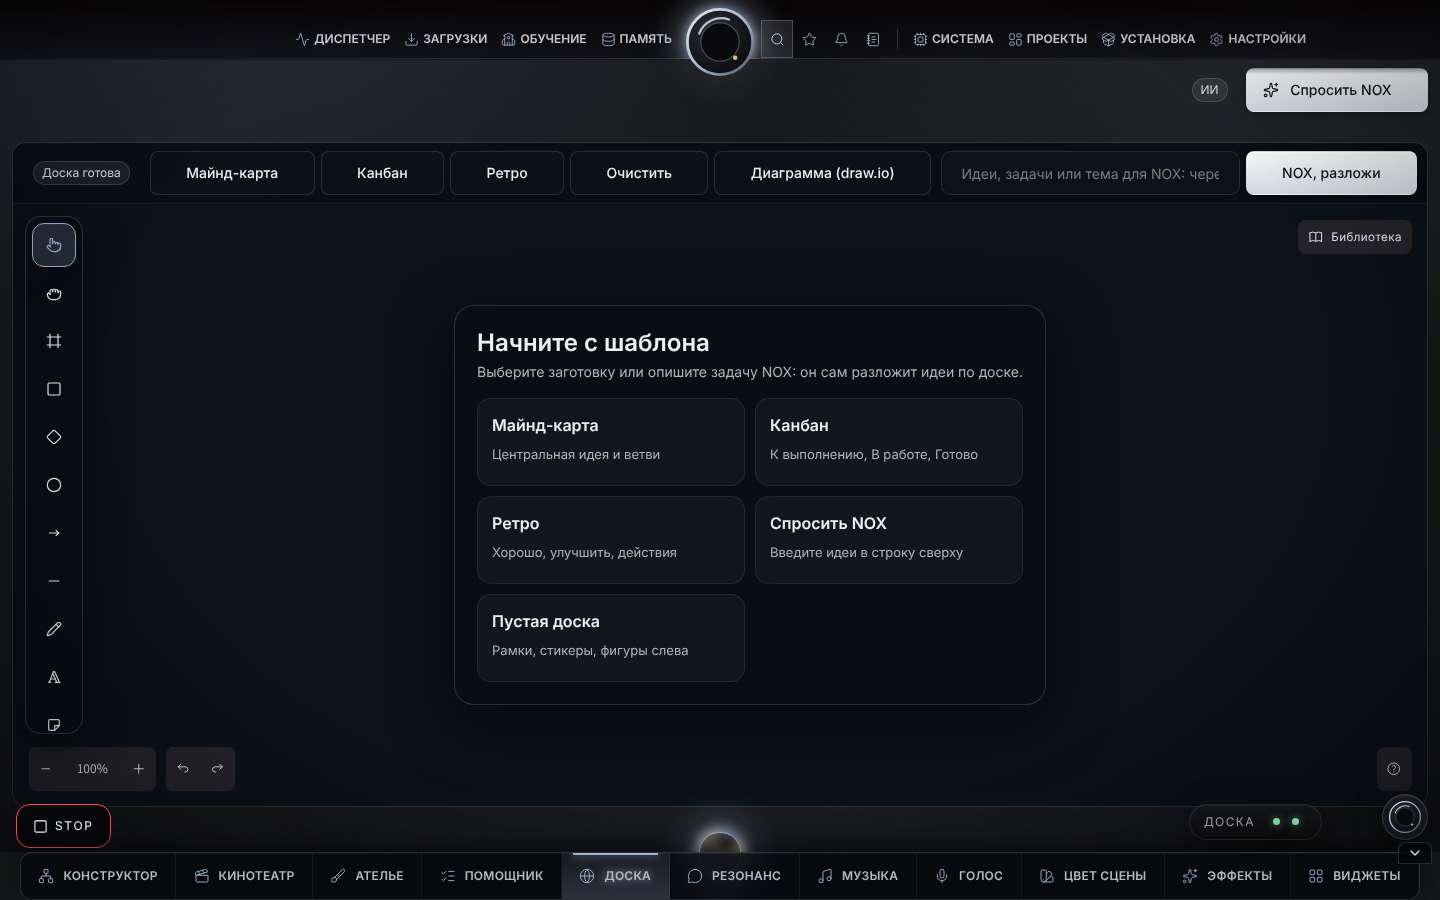 ДИСПЕТЧЕР ЗАГРУЗКИ ОБУЧЕНИЕ ПАМЯТЬ СИСТЕМА ПРОЕКТЫ УСТАНОВКА НАСТРОЙКИ
ИИ Спросить NOX
Доска готова Майнд-карта Канбан Ретро Очистить Диаграмма (draw.io) Идеи, задачи или тема для NOX: чере NOX, разложи
Библиотека
Начните с шаблона
Выберите заготовку или опишите задачу NOX: он сам разложит идеи по доске.
Майнд-карта
Центральная идея и ветви
Канбан
К выполнению, В работе, Готово
Ретро
Хорошо, улучшить, действия
Спросить NOX
Введите идеи в строку сверху
Пустая доска
Рамки, стикеры, фигуры слева
100%
STOP
ДОСКА
КОНСТРУКТОР КИНОТЕАТР АТЕЛЬЕ ПОМОЩНИК ДОСКА РЕЗОНАНС МУЗЫКА ГОЛОС ЦВЕТ СЦЕНЫ ЭФФЕКТЫ ВИДЖЕТЫ